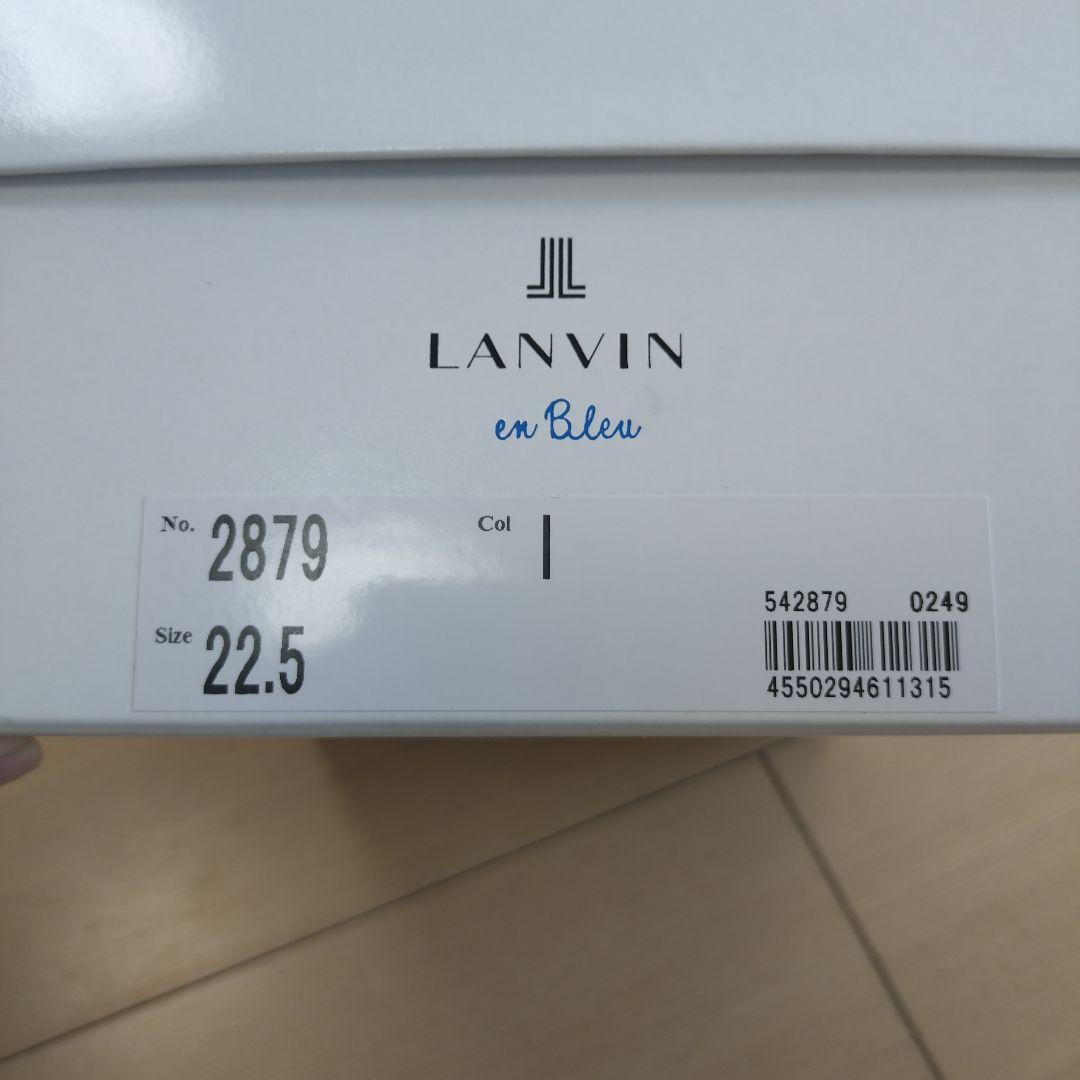 LANVIN
en Bleu
No. 2879 Col I
542879 0249
Size 22.5
4550294611315